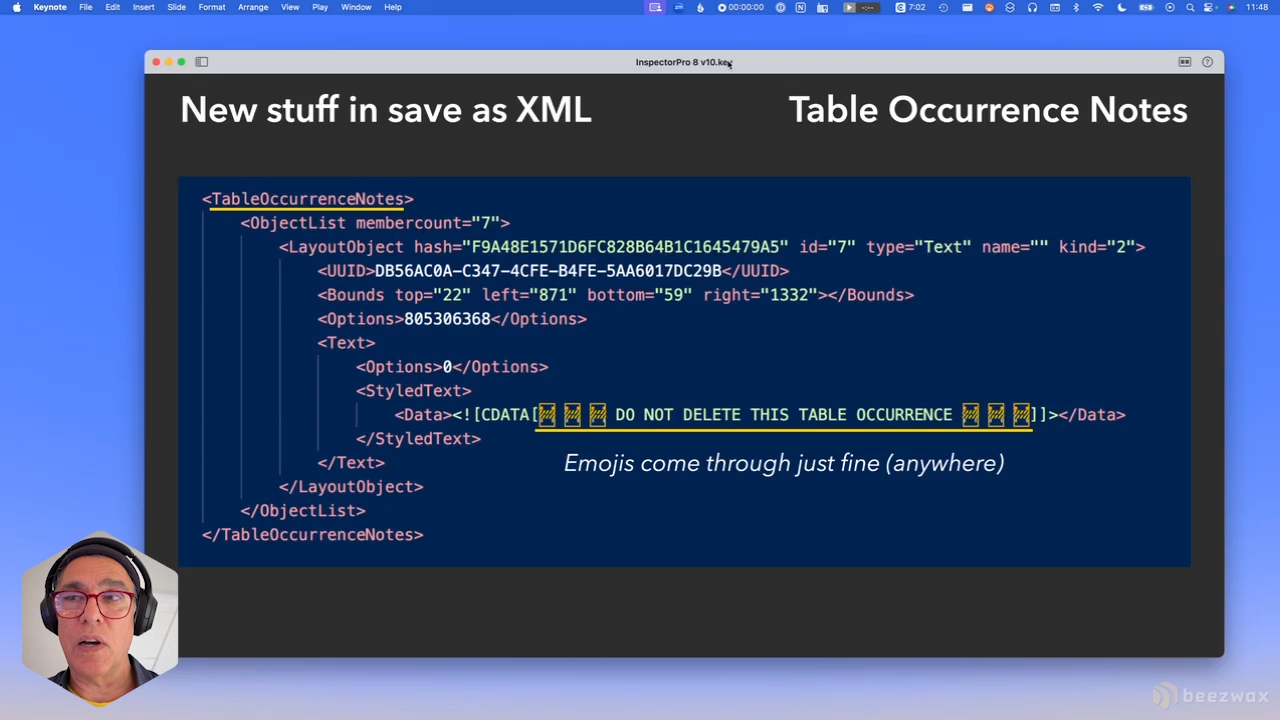 Keynote File Edit Insert Slide Format Arrange View Play Window Help 00:00:00 7:02 11:48
InspectorPro 8 v10.key
New stuff in save as XML
Table Occurrence Notes
<TableOccurrenceNotes>
<ObjectList membercount="7">
<LayoutObject hash="F9A48E1571D6FC828B64B1C1645479A5" id="7" type="Text" name="" kind="2">
<UUID>DB56AC0A-C347-4CFE-B4FE-5AA6017DC29B</UUID>
<Bounds top="22" left="871" bottom="59" right="1332"></Bounds>
<Options>805306368</Options>
<Text>
<Options>0</Options>
<StyledText>
<Data><![CDATA[🚧 🚧 🚧 DO NOT DELETE THIS TABLE OCCURRENCE 🚧 🚧 🚧]]></Data>
</StyledText>
Emojis come through just fine (anywhere)
</Text>
</LayoutObject>
</ObjectList>
</TableOccurrenceNotes>
beezwax